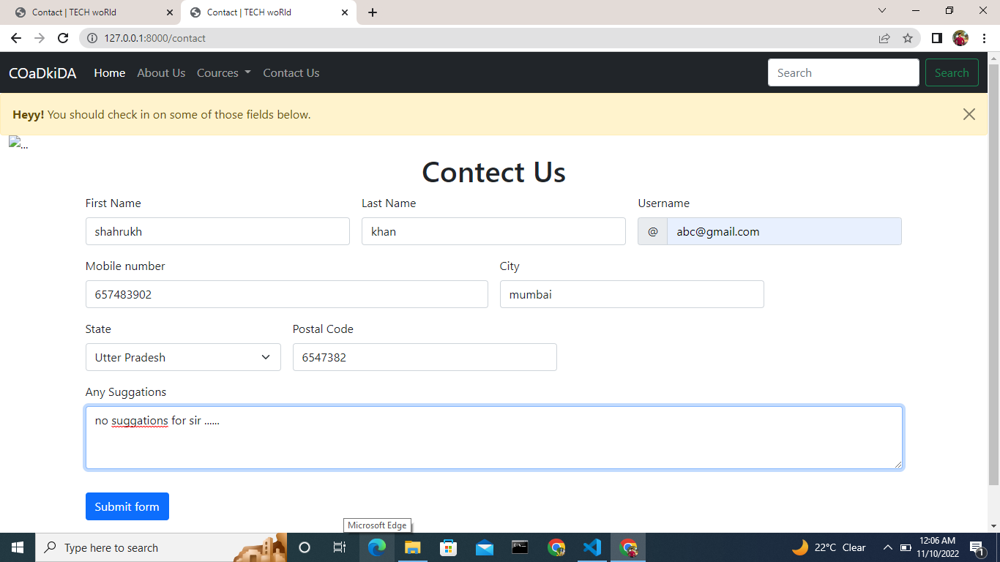 Contact | TECH woRld
Contact | TECH woRld
127.0.0.1:8000/contact
COaDkiDA Home About Us Cources Contact Us Search Search
Heyy! You should check in on some of those fields below.
...
Contect Us
First Name Last Name Username
shahrukh khan @ abc@gmail.com
Mobile number City
657483902 mumbai
State Postal Code
Utter Pradesh 6547382
Any Suggations
no suggations for sir ......
Submit form
Microsoft Edge
Type here to search 22°C Clear 12:06 AM
11/10/2022 1